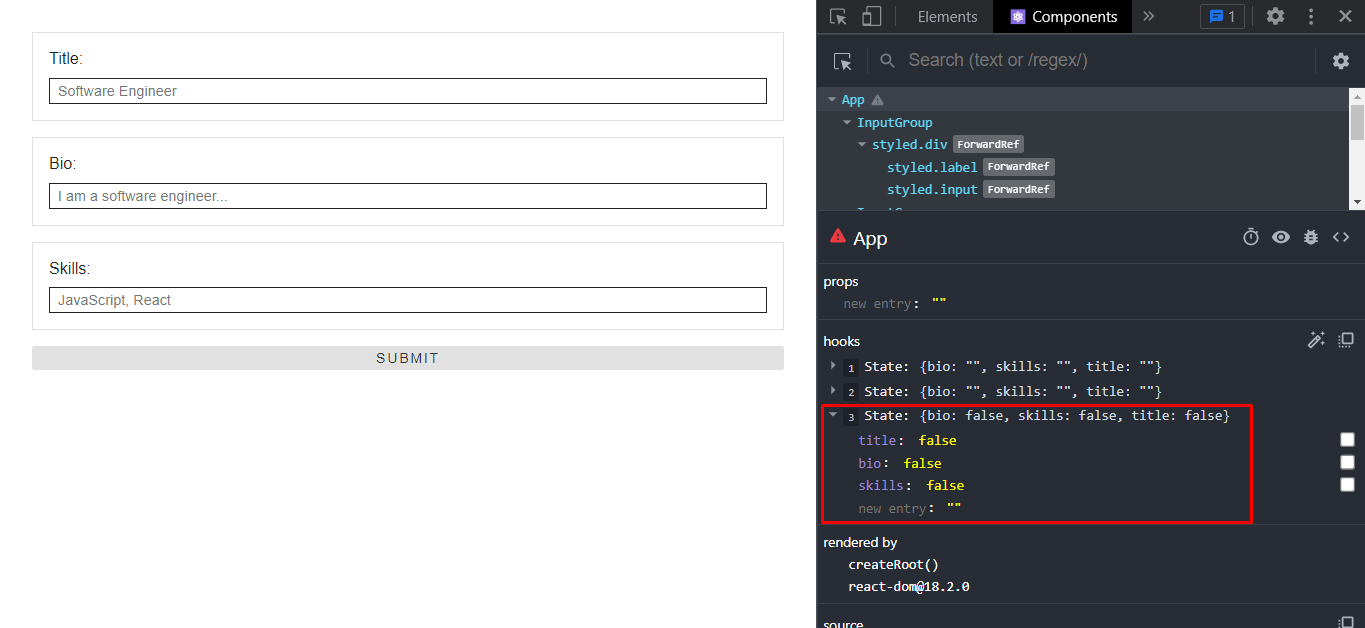 Title:
Software Engineer
Bio:
I am a software engineer...
Skills:
JavaScript, React
SUBMIT
Elements
Components
1
Search (text or /regex/)
App
InputGroup
styled.div ForwardRef
styled.label ForwardRef
styled.input ForwardRef
App
props
new entry: ""
hooks
1 State: {bio: "", skills: "", title: ""}
2 State: {bio: "", skills: "", title: ""}
3 State: {bio: false, skills: false, title: false}
title: false
bio: false
skills: false
new entry: ""
rendered by
createRoot()
react-dom@18.2.0
source